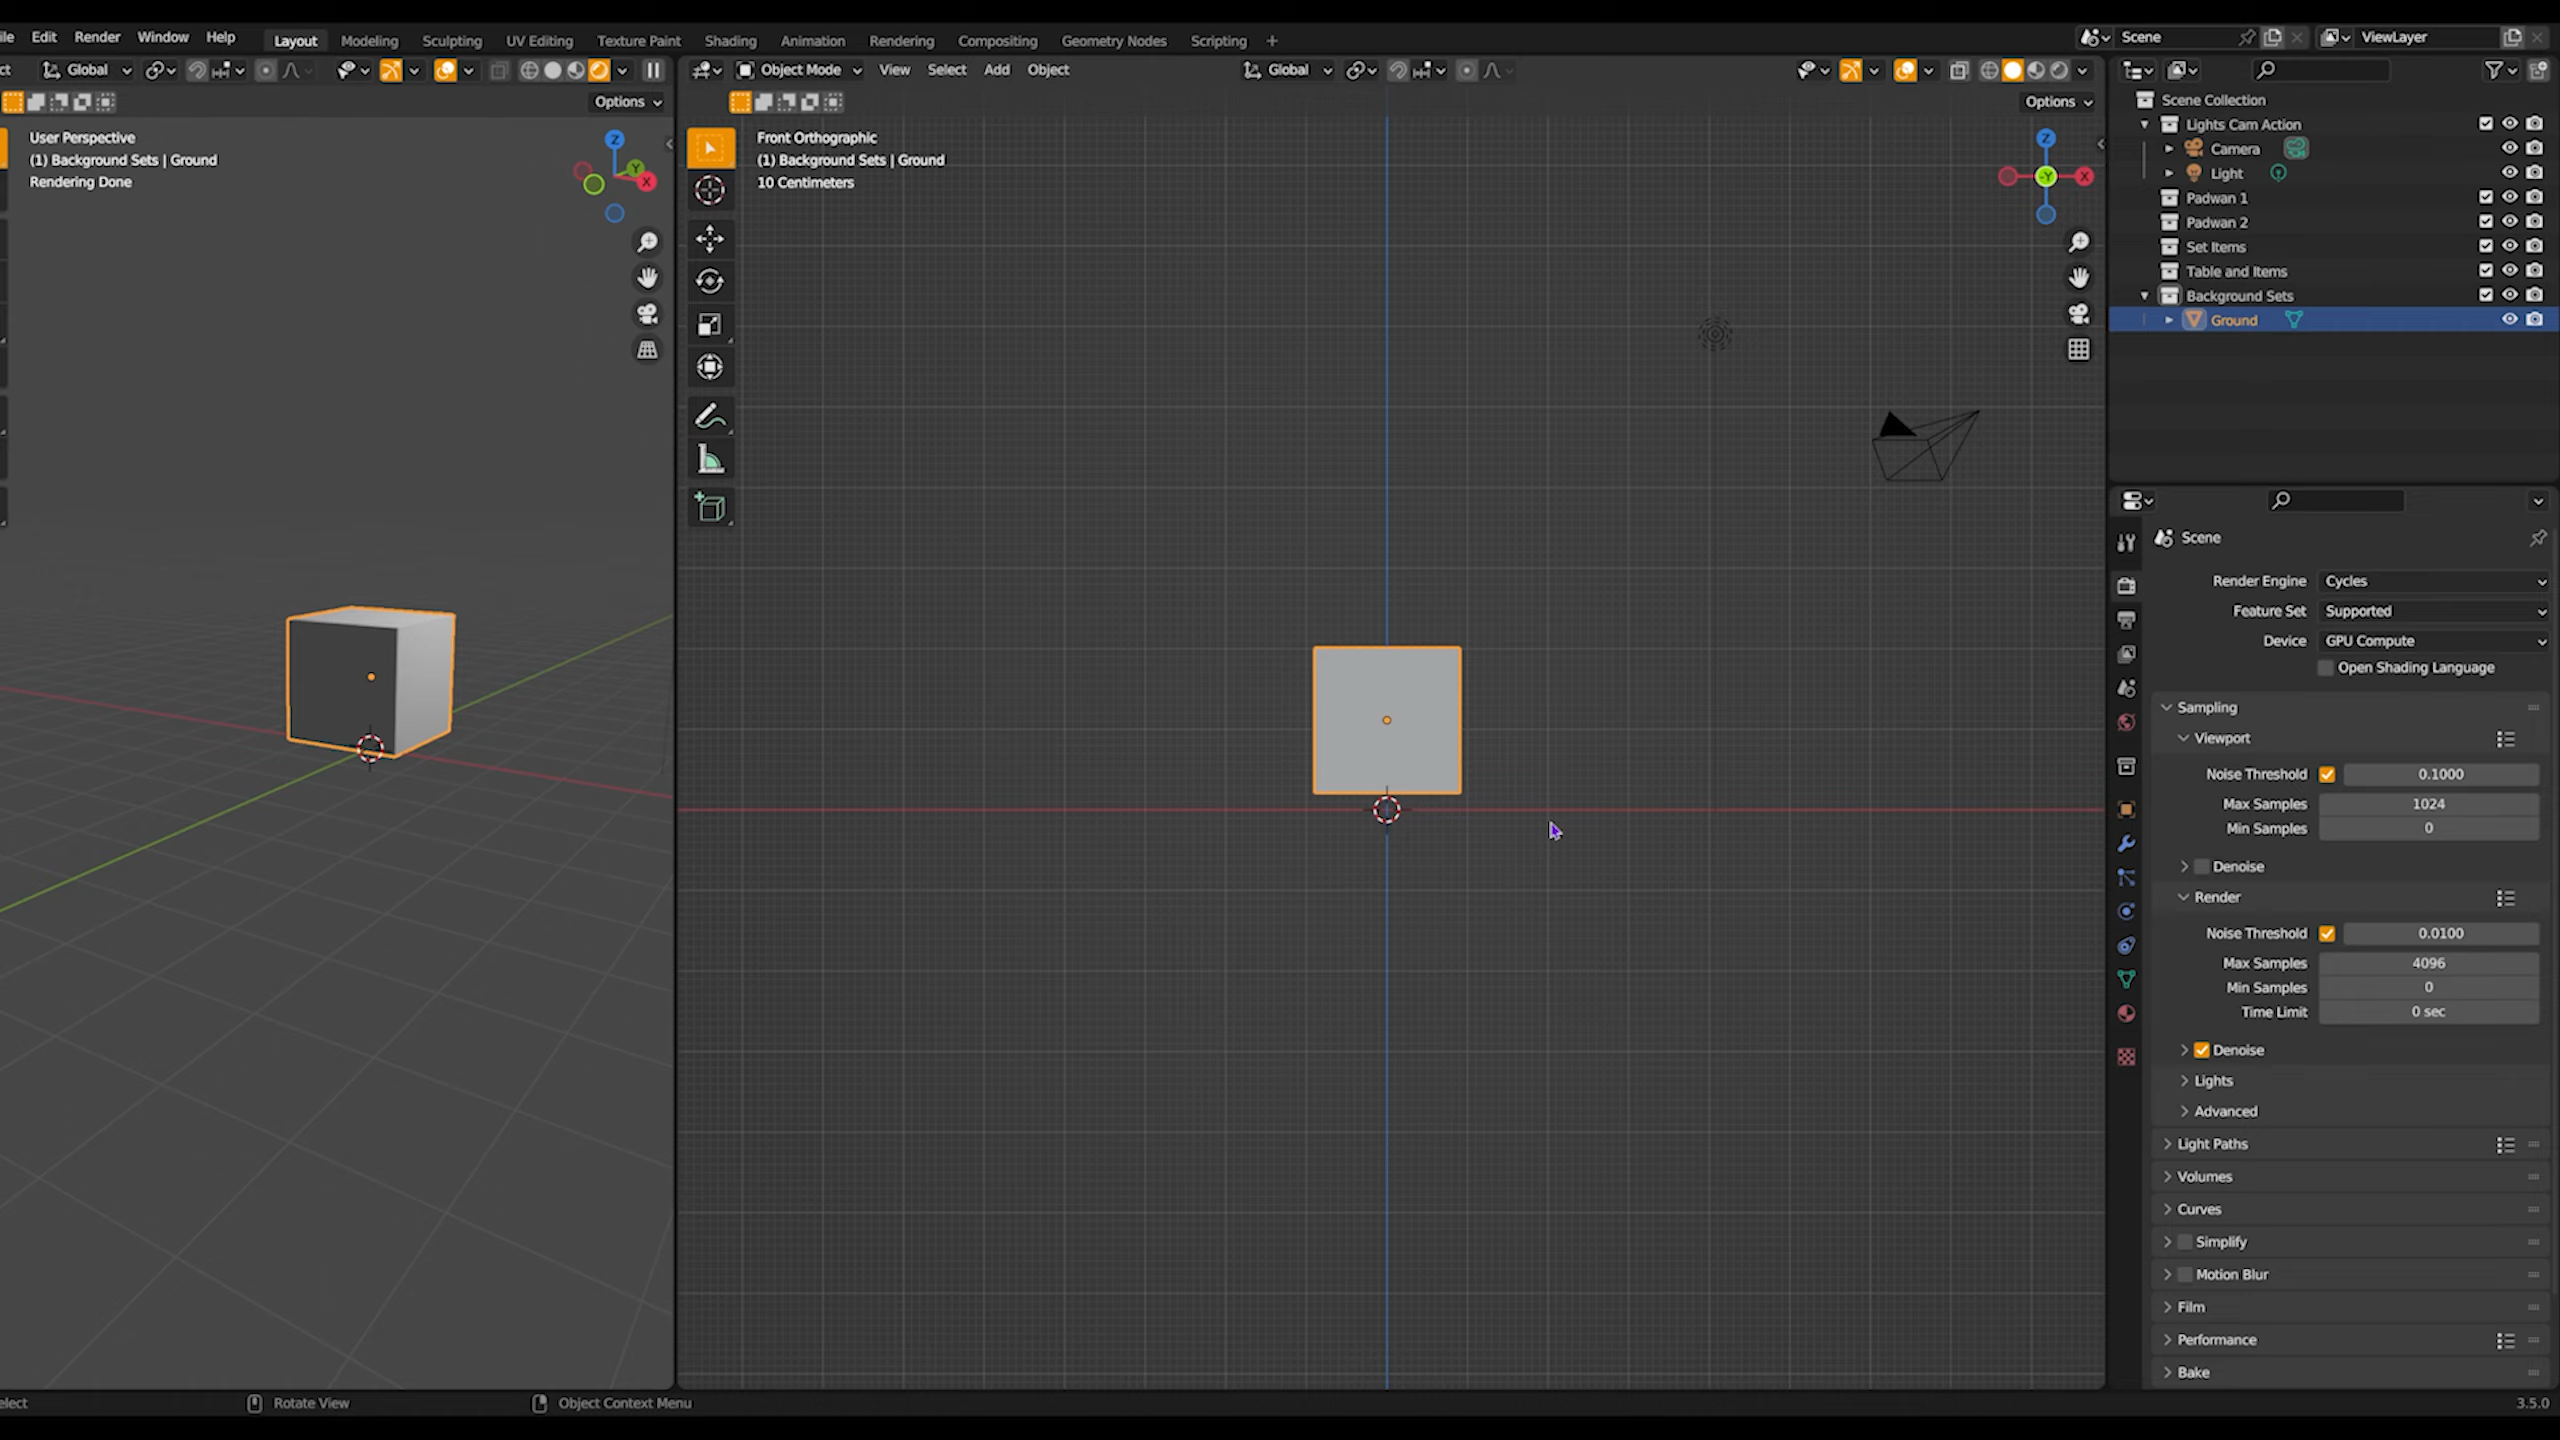 ile Edit Render Window Help Layout Modeling Sculpting UV Editing Texture Paint Shading Animation Rendering Compositing Geometry Nodes Scripting + Scene ViewLayer
ct Global
Object Mode View Select Add Object Global
Options
Options
User Perspective
(1) Background Sets | Ground
Rendering Done
Z
Y
X
Front Orthographic
(1) Background Sets | Ground
10 Centimeters
Z
-Y
X
Scene Collection
Lights Cam Action
Camera
Light
Padwan 1
Padwan 2
Set Items
Table and Items
Background Sets
Ground
Scene
Render Engine Cycles
Feature Set Supported
Device GPU Compute
Open Shading Language
Sampling
Viewport
Noise Threshold 0.1000
Max Samples 1024
Min Samples 0
Denoise
Render
Noise Threshold 0.0100
Max Samples 4096
Min Samples 0
Time Limit 0 sec
Denoise
Lights
Advanced
Light Paths
Volumes
Curves
Simplify
Motion Blur
Film
Performance
Bake
elect Rotate View Object Context Menu 3.5.0